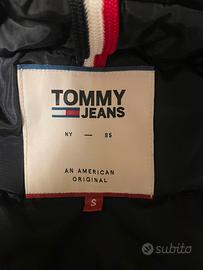 TOMMY
JEANS
NY — 85
AN AMERICAN
ORIGINAL
S
subito